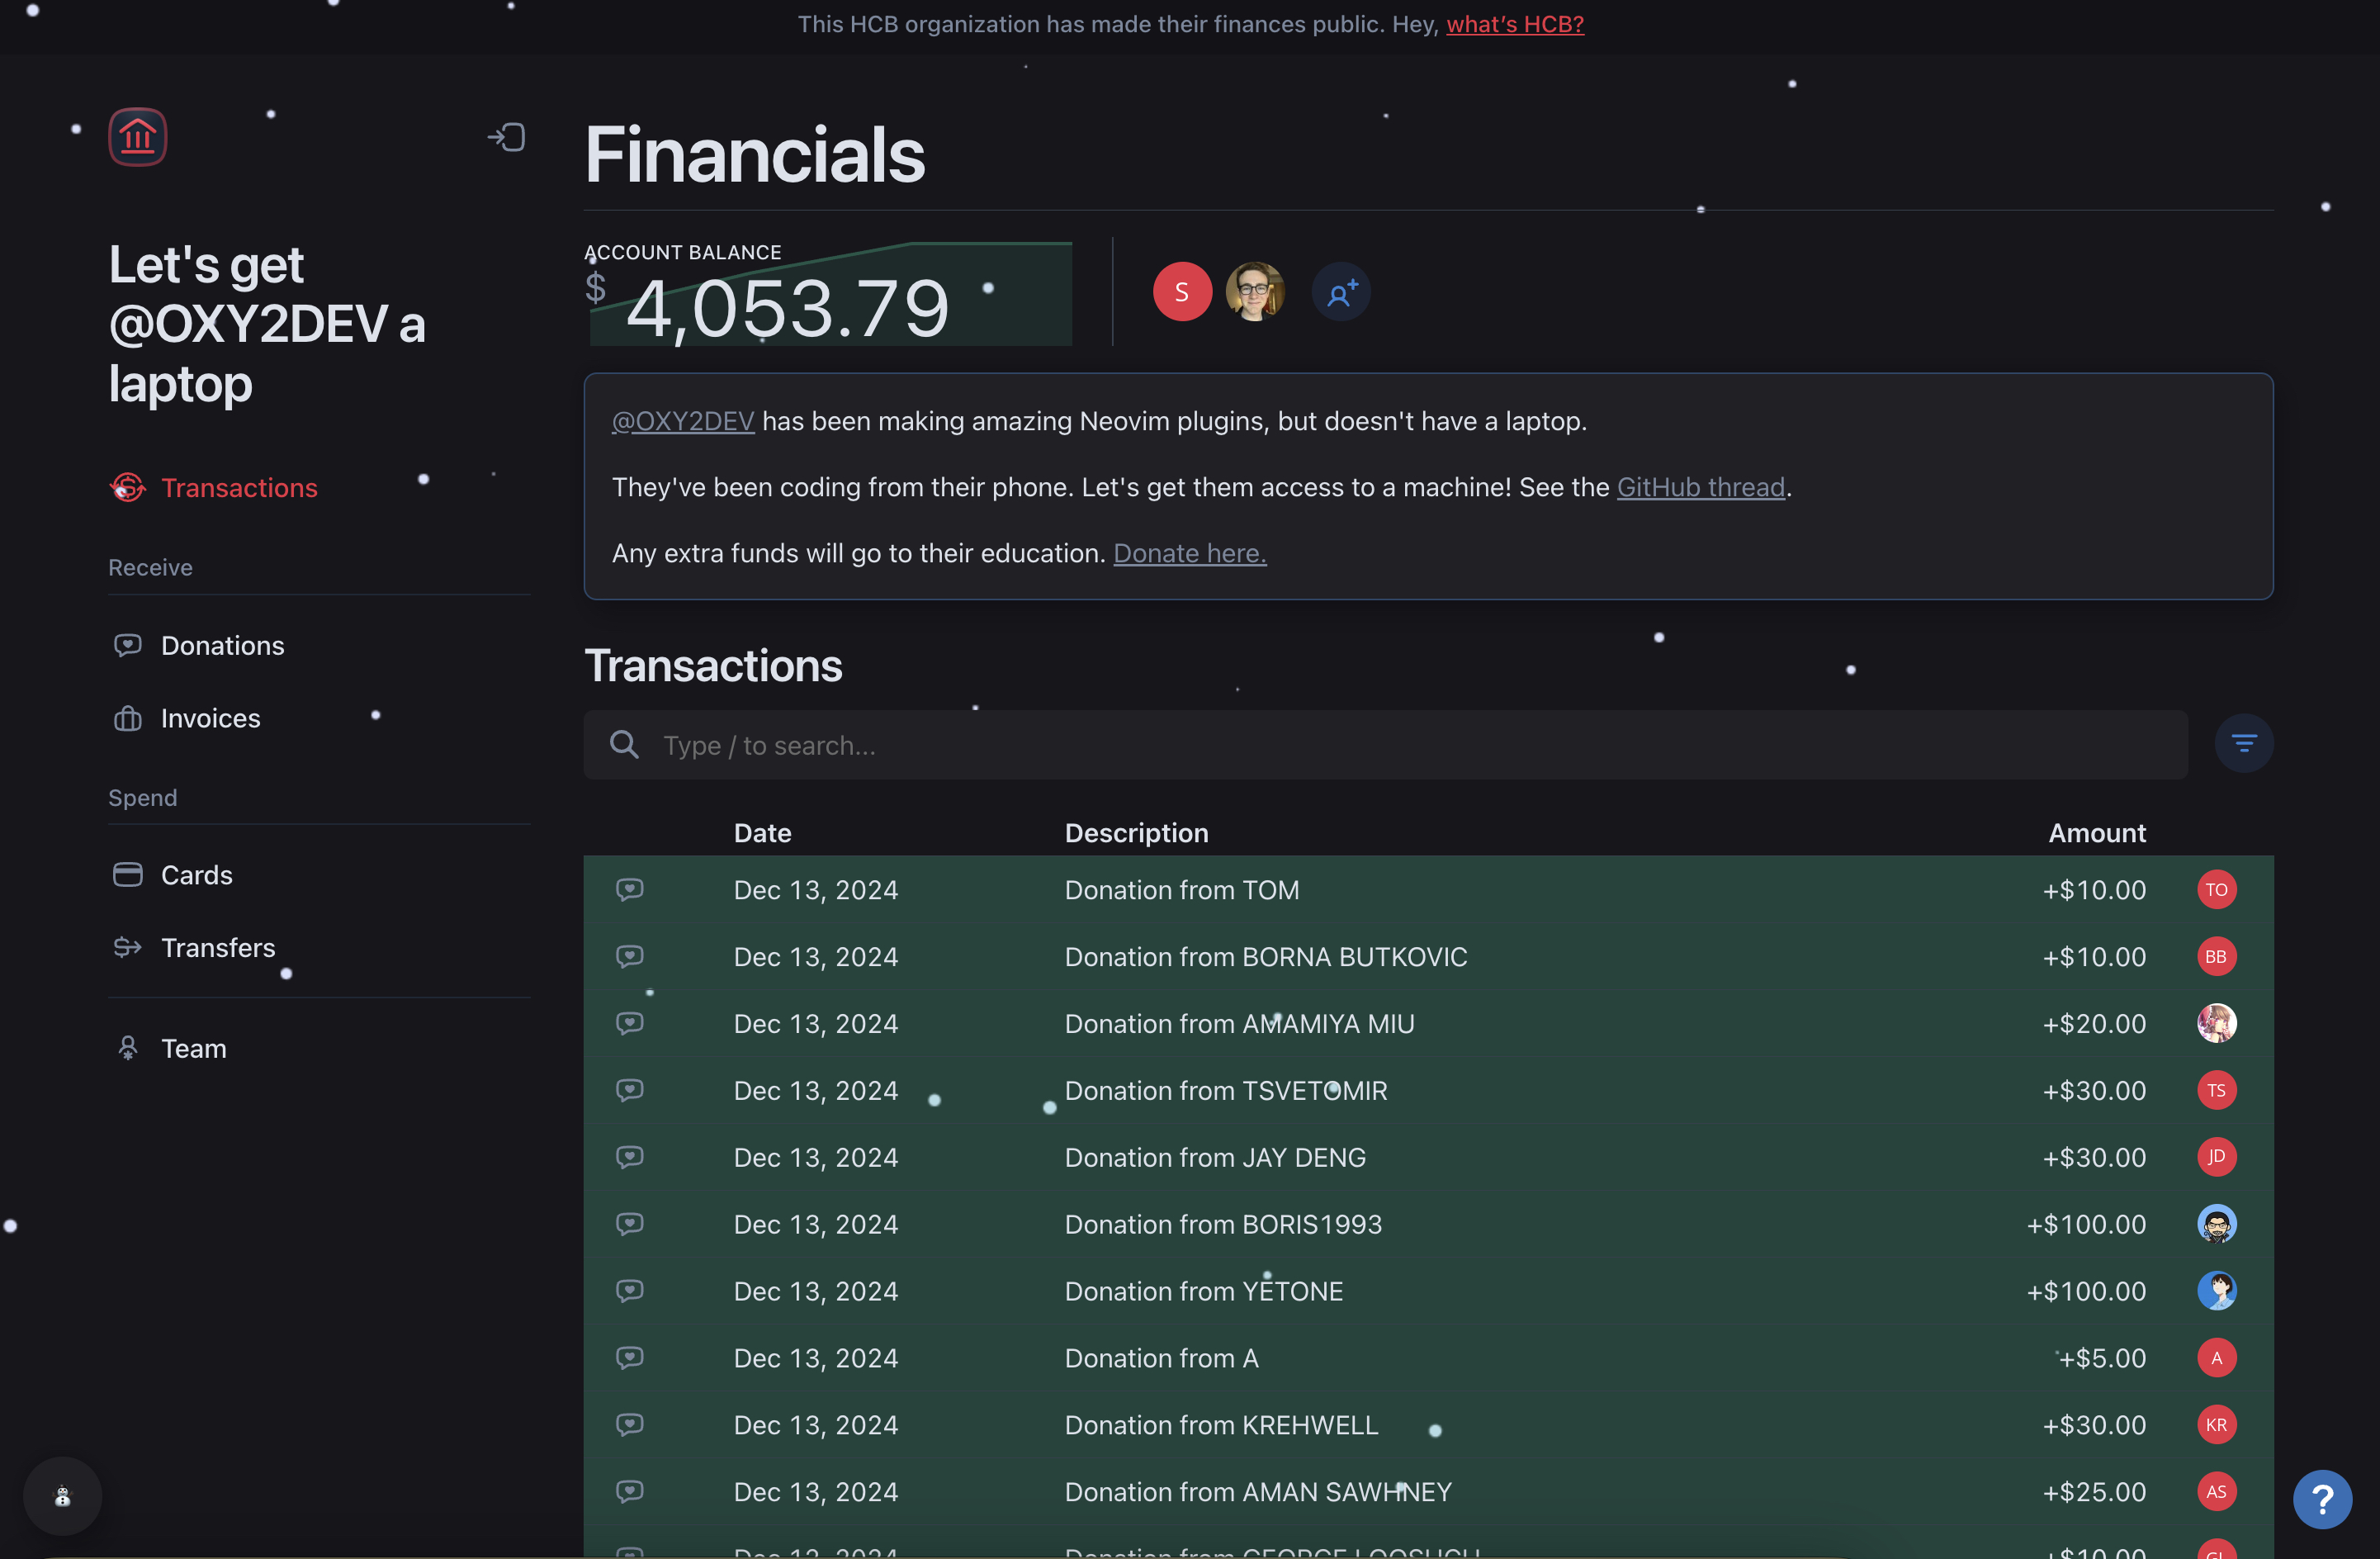 This HCB organization has made their finances public. Hey, what's HCB?
Let's get
@OXY2DEV a
laptop
Transactions
Receive
Donations
Invoices
Spend
Cards
Transfers
Team
Financials
ACCOUNT BALANCE
$ 4,053.79
S
@OXY2DEV has been making amazing Neovim plugins, but doesn't have a laptop.
They've been coding from their phone. Let's get them access to a machine! See the GitHub thread.
Any extra funds will go to their education. Donate here.
Transactions
Type / to search...
Date Description Amount
Dec 13, 2024 Donation from TOM +$10.00 TO
Dec 13, 2024 Donation from BORNA BUTKOVIC +$10.00 BB
Dec 13, 2024 Donation from AMAMIYA MIU +$20.00
Dec 13, 2024 Donation from TSVETOMIR +$30.00 TS
Dec 13, 2024 Donation from JAY DENG +$30.00 JD
Dec 13, 2024 Donation from BORIS1993 +$100.00
Dec 13, 2024 Donation from YETONE +$100.00
Dec 13, 2024 Donation from A +$5.00 A
Dec 13, 2024 Donation from KREHWELL +$30.00 KR
Dec 13, 2024 Donation from AMAN SAWHNEY +$25.00 AS
Dec 13, 2024 Donation from GEORGE +$10.00
?